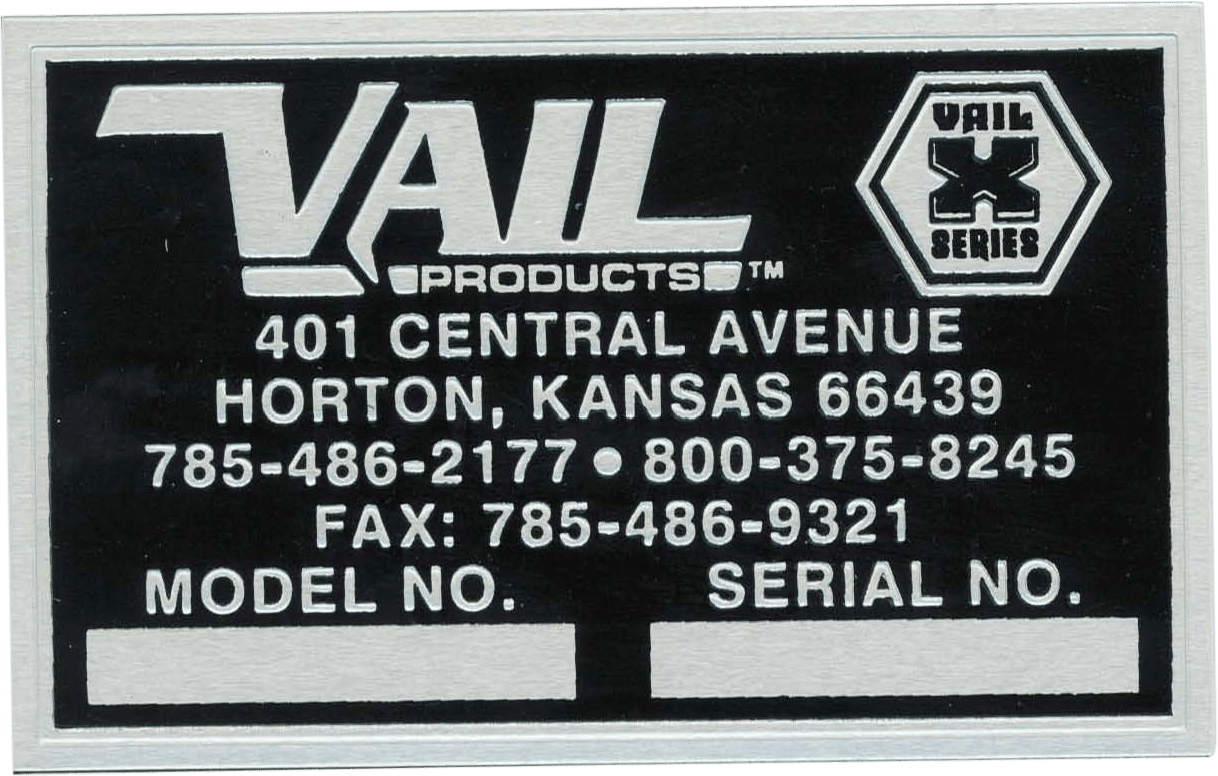 VAIL
PRODUCTS™
VAIL
X
SERIES
401 CENTRAL AVENUE
HORTON, KANSAS 66439
785-486-2177 • 800-375-8245
FAX: 785-486-9321
MODEL NO. SERIAL NO.